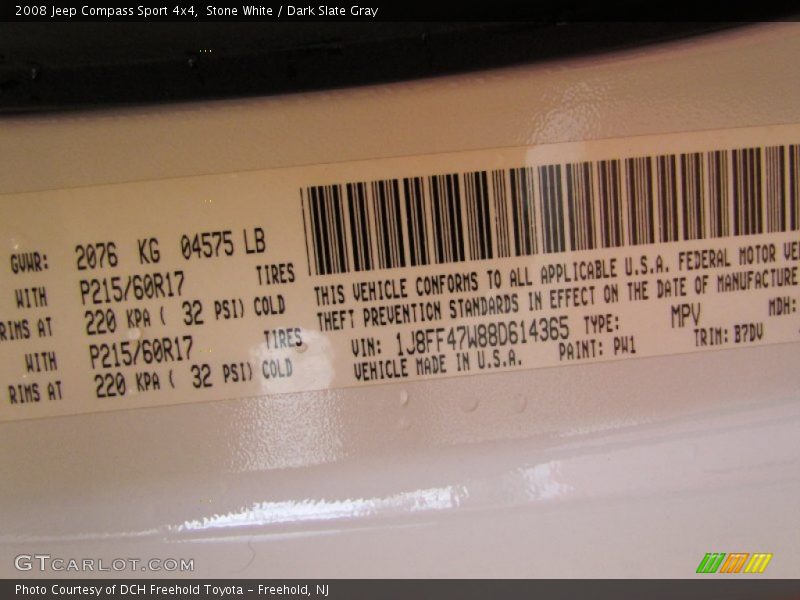 2008 Jeep Compass Sport 4x4,  Stone White / Dark Slate Gray
GVWR: 2076 KG 04575 LB
WITH P215/60R17 TIRES
RIMS AT 220 KPA ( 32 PSI) COLD
WITH P215/60R17 TIRES
RIMS AT 220 KPA ( 32 PSI) COLD
THIS VEHICLE CONFORMS TO ALL APPLICABLE U.S.A. FEDERAL MOTOR VE
THEFT PREVENTION STANDARDS IN EFFECT ON THE DATE OF MANUFACTURE
VIN: 1J8FF47W88D614365 TYPE: MPV MDH:
VEHICLE MADE IN U.S.A. PAINT: PW1 TRIM: B7DV
GTCARLOT.COM
Photo Courtesy of DCH Freehold Toyota – Freehold, NJ